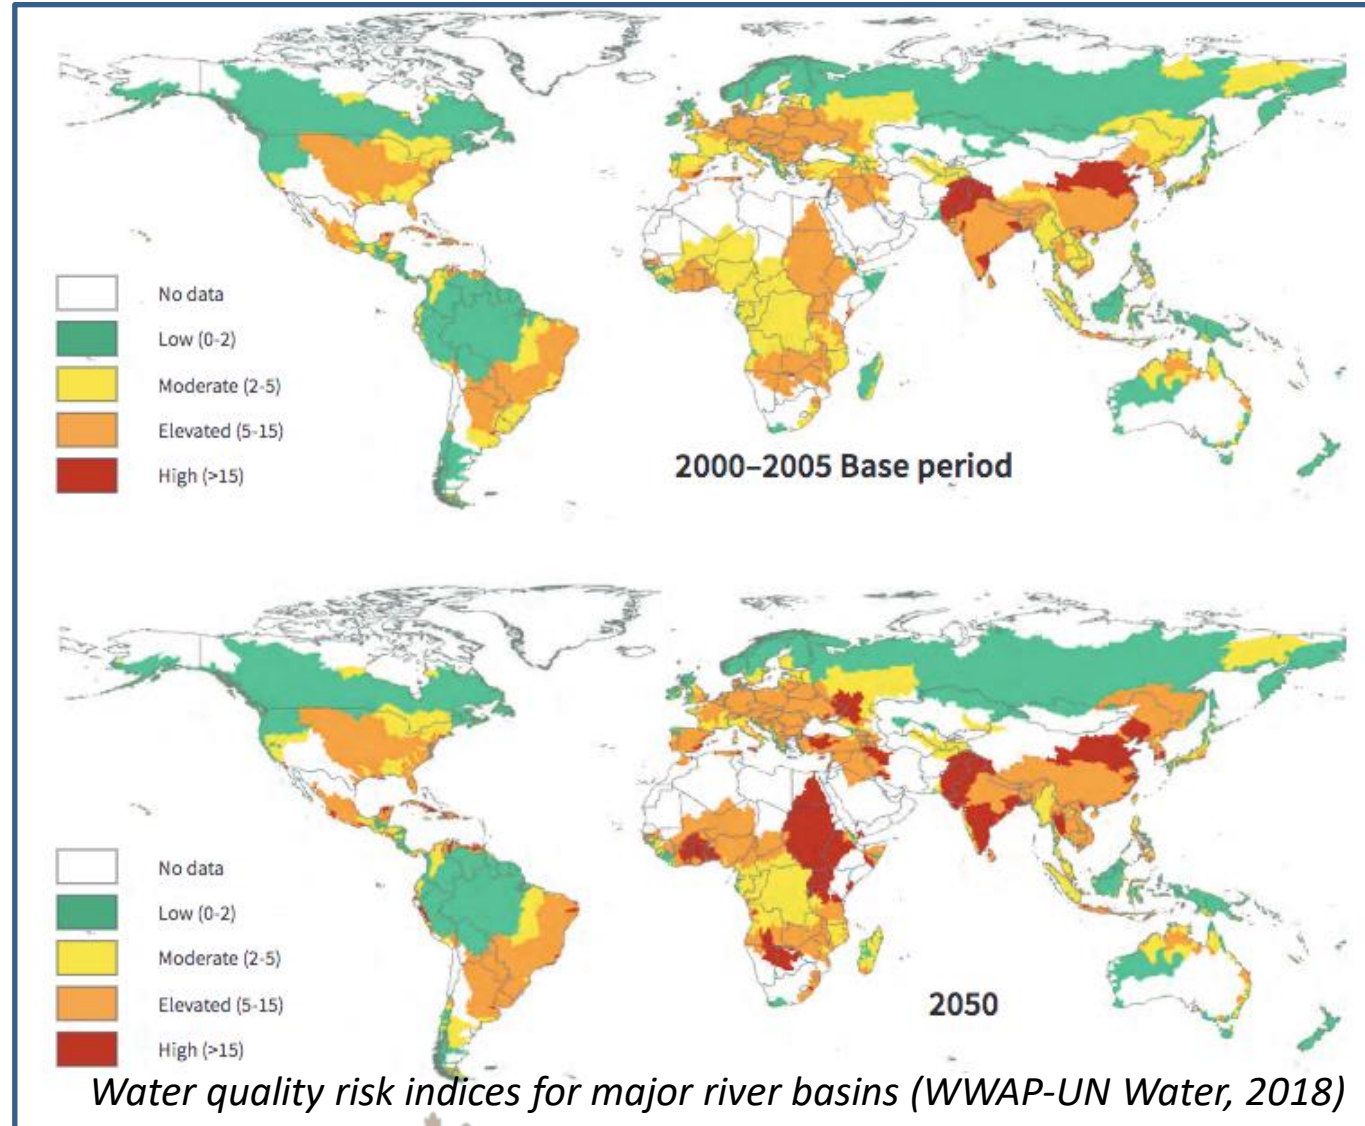 No data
Low (0-2)
Moderate (2-5)
Elevated (5-15)
High (>15)
2000–2005 Base period
No data
Low (0-2)
Moderate (2-5)
Elevated (5-15)
High (>15)
2050
Water quality risk indices for major river basins (WWAP-UN Water, 2018)